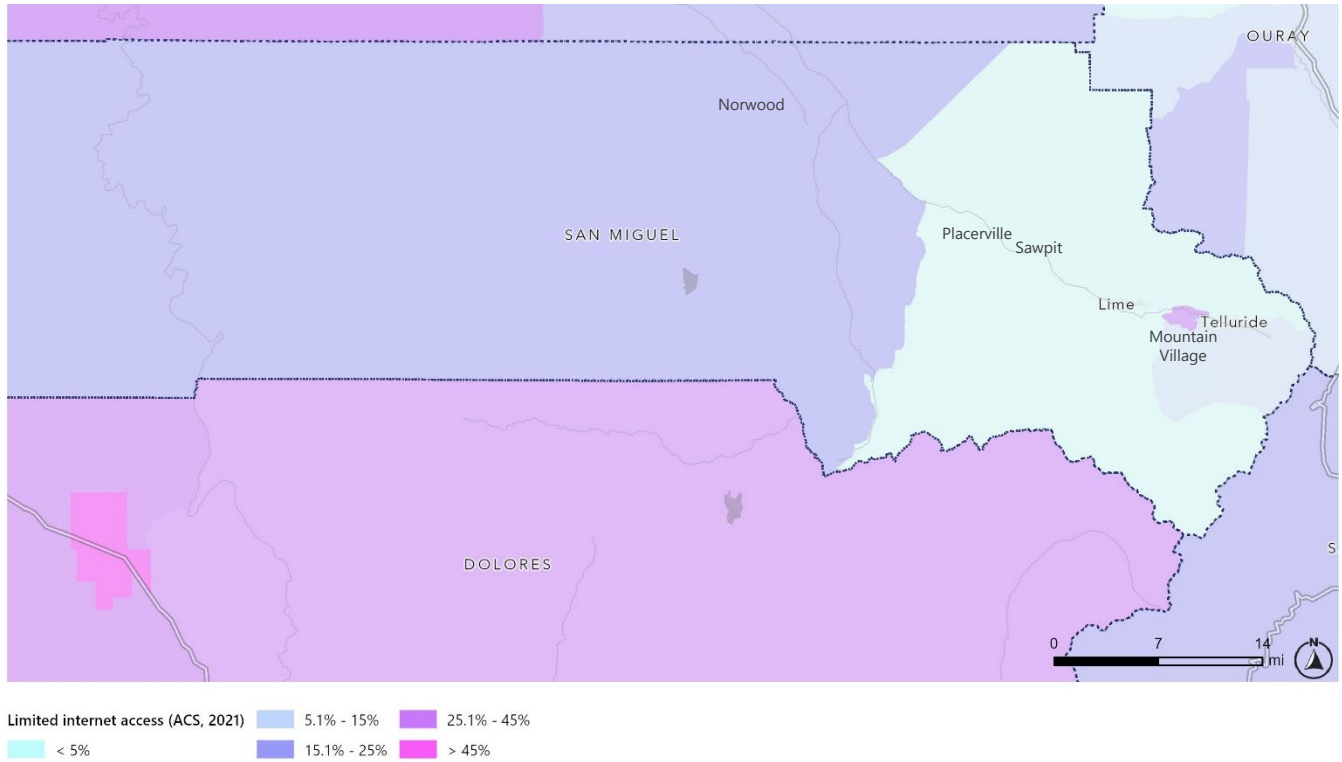 OURAY
Norwood
SAN MIGUEL
Placerville
Sawpit
Lime
Telluride
Mountain
Village
S
DOLORES
0 7 14 mi
N
Limited internet access (ACS, 2021)
< 5%
5.1% - 15%
15.1% - 25%
25.1% - 45%
> 45%